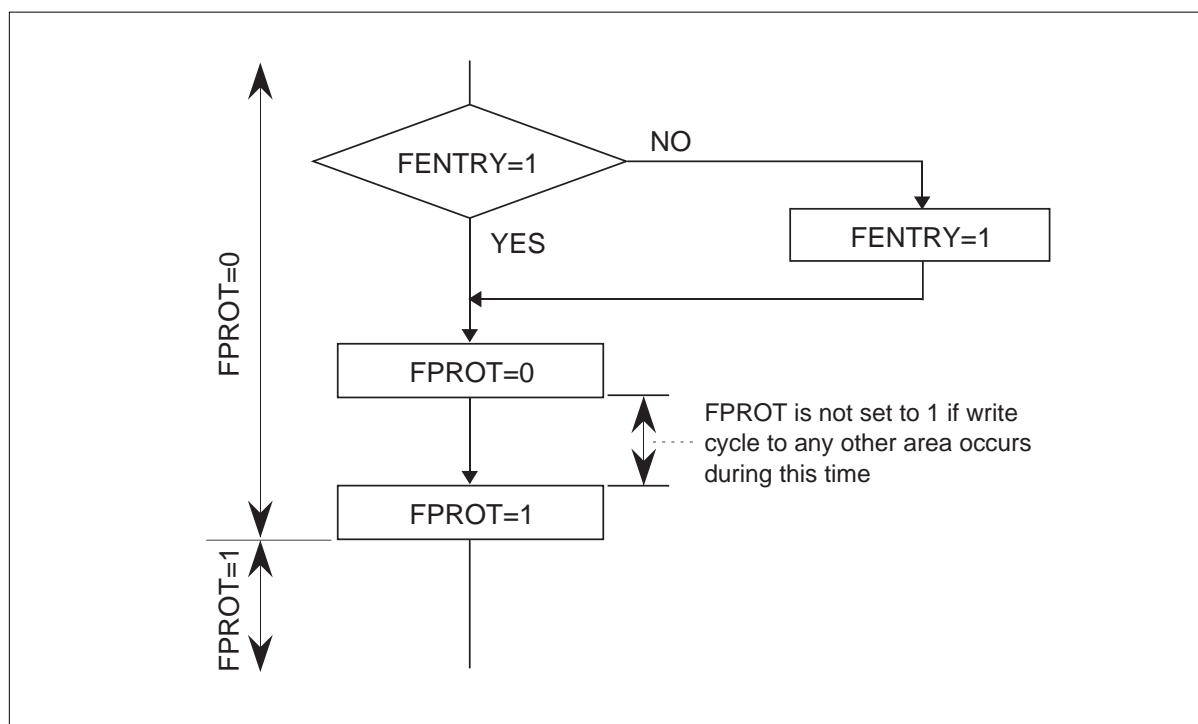 FENTRY=1
NO
FENTRY=1
YES
FPROT=0
FPROT=0
FPROT is not set to 1 if write
cycle to any other area occurs
during this time
FPROT=1
FPROT=1